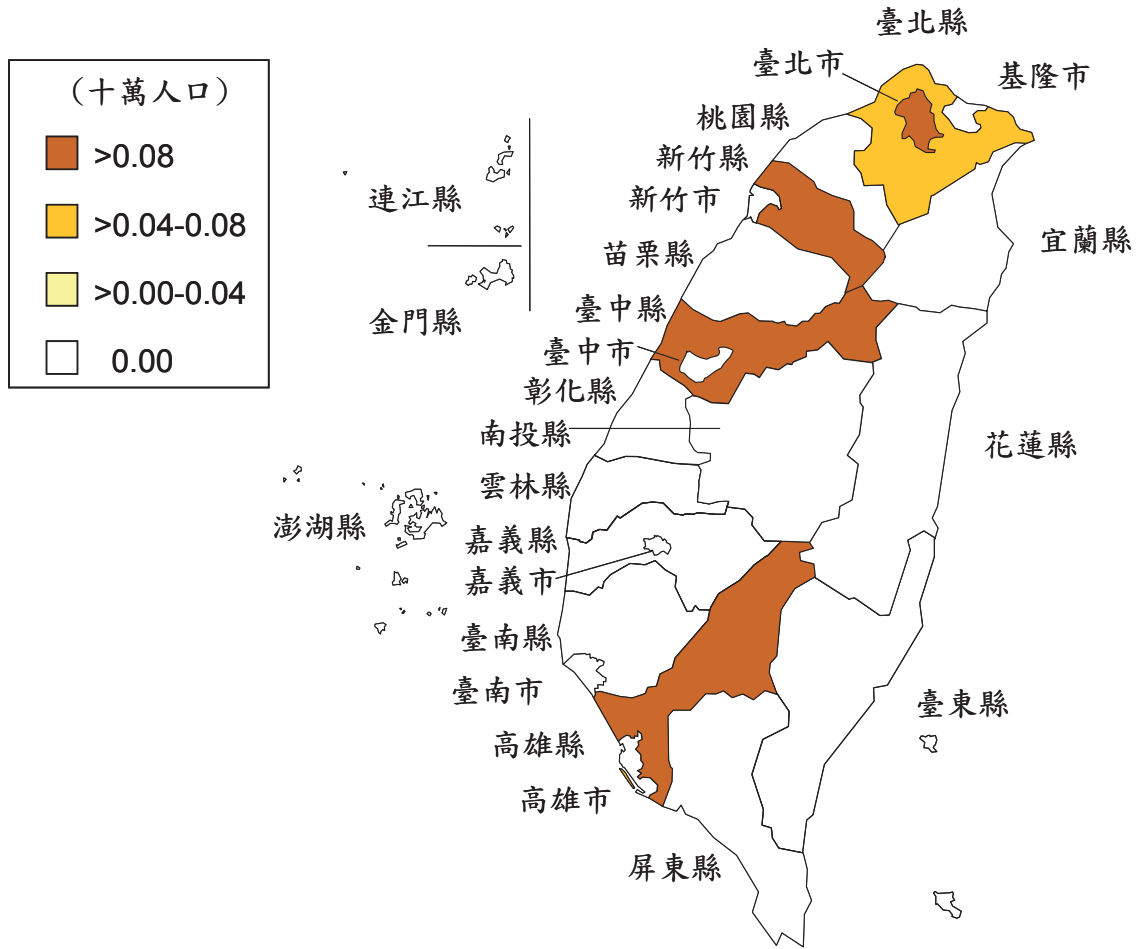 （十萬人口）
>0.08
>0.04-0.08
>0.00-0.04
0.00
臺北縣
臺北市
基隆市
桃園縣
新竹縣
新竹市
連江縣
苗栗縣
宜蘭縣
臺中縣
金門縣
臺中市
彰化縣
南投縣
花蓮縣
雲林縣
澎湖縣
嘉義縣
嘉義市
臺南縣
臺南市
臺東縣
高雄縣
高雄市
屏東縣